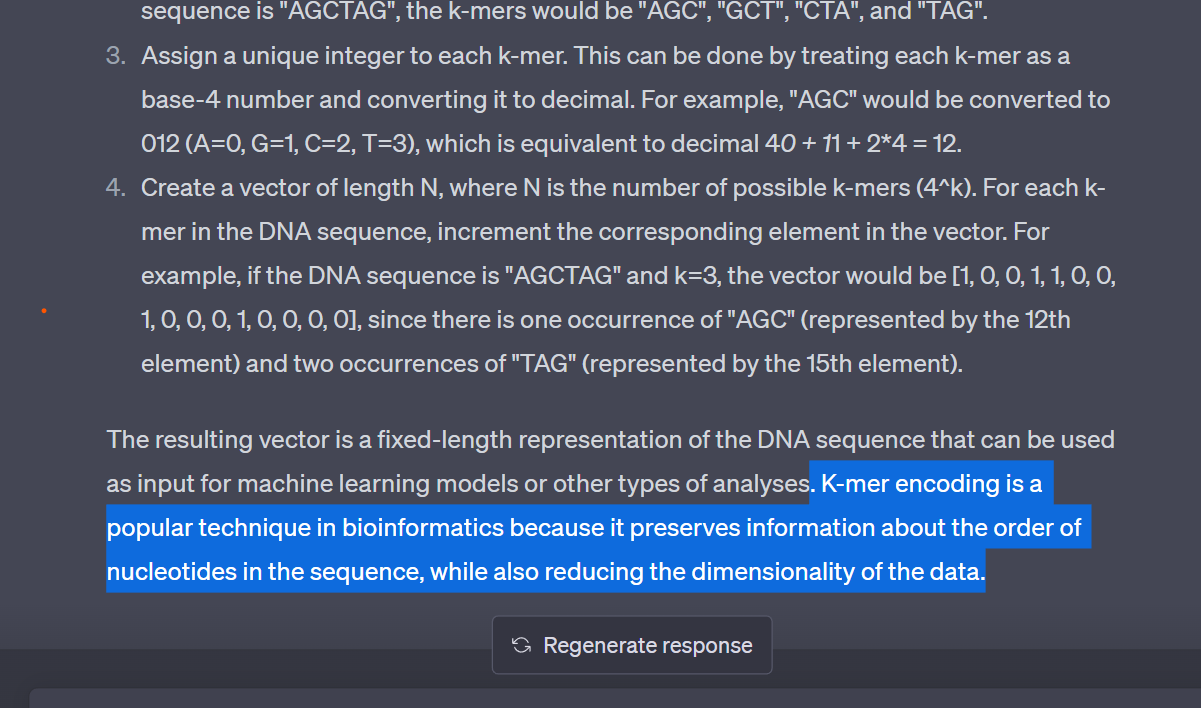 sequence is "AGCTAG", the k-mers would be "AGC", "GCT", "CTA", and "TAG".
3. Assign a unique integer to each k-mer. This can be done by treating each k-mer as a
base-4 number and converting it to decimal. For example, "AGC" would be converted to
012 (A=0, G=1, C=2, T=3), which is equivalent to decimal 40 + 11 + 2*4 = 12.
4. Create a vector of length N, where N is the number of possible k-mers (4^k). For each k-
mer in the DNA sequence, increment the corresponding element in the vector. For
example, if the DNA sequence is "AGCTAG" and k=3, the vector would be [1, 0, 0, 1, 1, 0, 0,
1, 0, 0, 0, 1, 0, 0, 0, 0], since there is one occurrence of "AGC" (represented by the 12th
element) and two occurrences of "TAG" (represented by the 15th element).
The resulting vector is a fixed-length representation of the DNA sequence that can be used
as input for machine learning models or other types of analyses. K-mer encoding is a
popular technique in bioinformatics because it preserves information about the order of
nucleotides in the sequence, while also reducing the dimensionality of the data.
Regenerate response